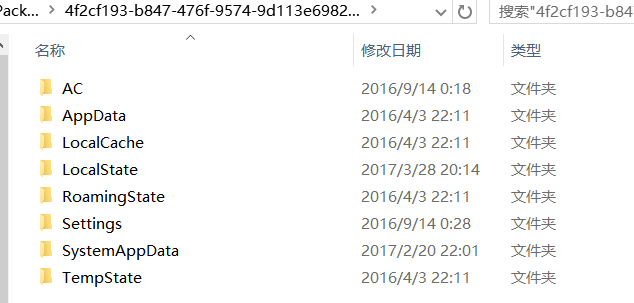 Pack... > 4f2cf193-b847-476f-9574-9d113e6982... > 搜索"4f2cf193-b847
名称 修改日期 类型
AC 2016/9/14 0:18 文件夹
AppData 2016/4/3 22:11 文件夹
LocalCache 2016/4/3 22:11 文件夹
LocalState 2017/3/28 20:14 文件夹
RoamingState 2016/4/3 22:11 文件夹
Settings 2016/9/14 0:28 文件夹
SystemAppData 2017/2/20 22:01 文件夹
TempState 2016/4/3 22:11 文件夹